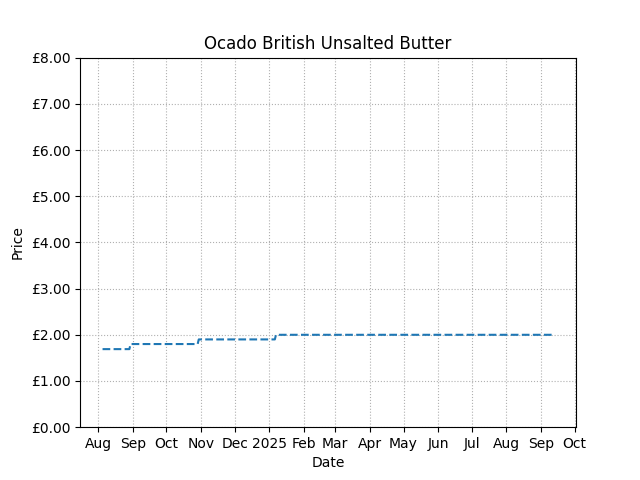 Ocado British Unsalted Butter
£8.00
£7.00
£6.00
£5.00
£4.00
£3.00
£2.00
£1.00
£0.00
Price
Aug Sep Oct Nov Dec 2025 Feb Mar Apr May Jun Jul Aug Sep Oct
Date